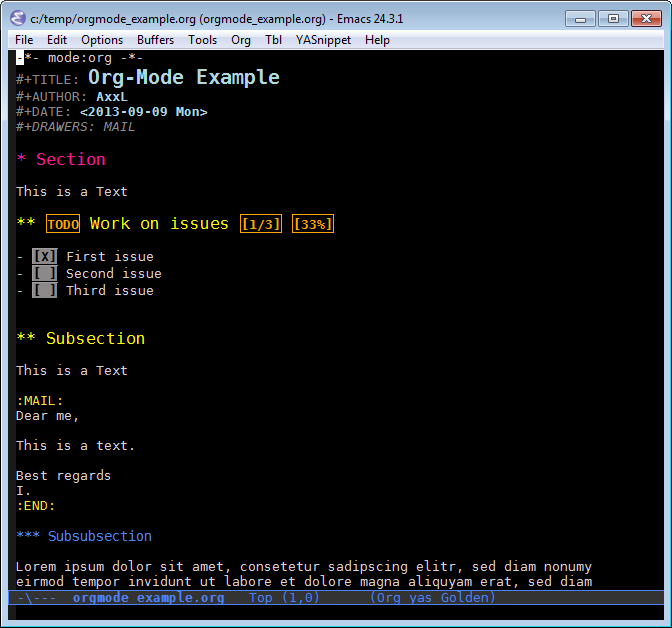 c:/temp/orgmode_example.org (orgmode_example.org) - Emacs 24.3.1
File Edit Options Buffers Tools Org Tbl YASnippet Help
-*- mode:org -*-
#+TITLE: Org-Mode Example
#+AUTHOR: AxxL
#+DATE: <2013-09-09 Mon>
#+DRAWERS: MAIL
* Section
This is a Text
** TODO Work on issues [1/3] [33%]
- [X] First issue
- [ ] Second issue
- [ ] Third issue
** Subsection
This is a Text
:MAIL:
Dear me,
This is a text.
Best regards
I.
:END:
*** Subsubsection
Lorem ipsum dolor sit amet, consetetur sadipscing elitr, sed diam nonumy
eirmod tempor invidunt ut labore et dolore magna aliquyam erat, sed diam
-\--- orgmode_example.org Top (1,0) (Org yas Golden)